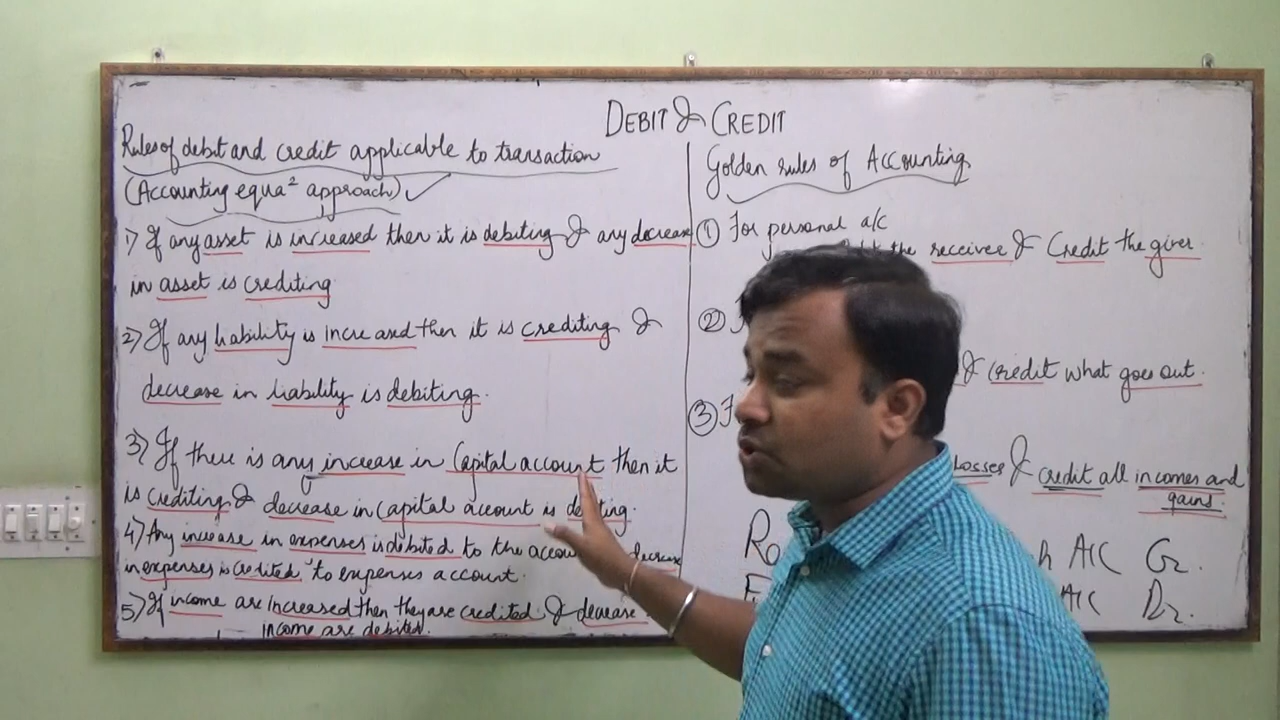 DEBIT & CREDIT
Rules of debit and credit applicable to transaction
(Accounting equa² approach) ✓
1) If any asset is increased then it is debiting & any decrease
in asset is crediting
2) If any liability is increased then it is crediting &
decrease in liability is debiting.
3) If there is any increase in Capital account then it
is crediting & decrease in capital account is debiting.
4) Any increase in expenses is debited to the decrease
in expenses is credited to expenses account.
5) If income are increased then they are credited & decrease
income are debited.
Golden rules of Accounting
① For personal a/c
the receiver & Credit the giver
②
& credit what goes out.
③
Losses & credit all incomes and
gains.
A/C Cr.
A/C Dr.